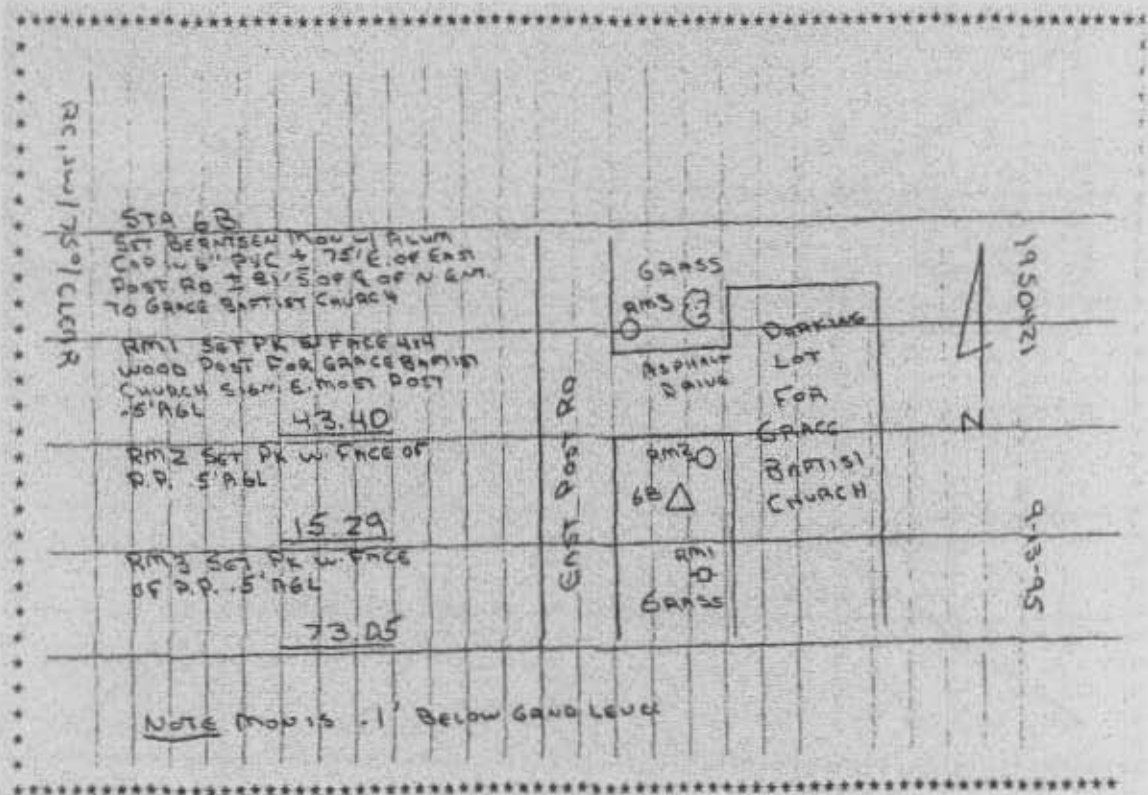 RC, JW / 75° / CLEAR
STA 6B
SET BERNTSEN MON W/ ALUM
CAP IN 6" PVC ± 75' E. OF EAST
POST RD ± 81' S OF ℄ OF N ENT.
TO GRACE BAPTIST CHURCH
RM1 SET PK FACE 4x4
WOOD POST FOR GRACE BAPTIST
CHURCH SIGN E. MOST POST
.5' AGL
43.40
RM2 SET PK W. FACE OF
P.P. .5' AGL
15.29
RM3 SET PK W. FACE
OF P.P. .5' AGL
73.05
NOTE MON IS .1' BELOW GRND LEVEL
EAST POST RD
GRASS
RM3
ASPHALT
DRIVE
RM2
6B
RM1
GRASS
PARKING
LOT
FOR
GRACE
BAPTIST
CHURCH
N
1950421
9-13-95